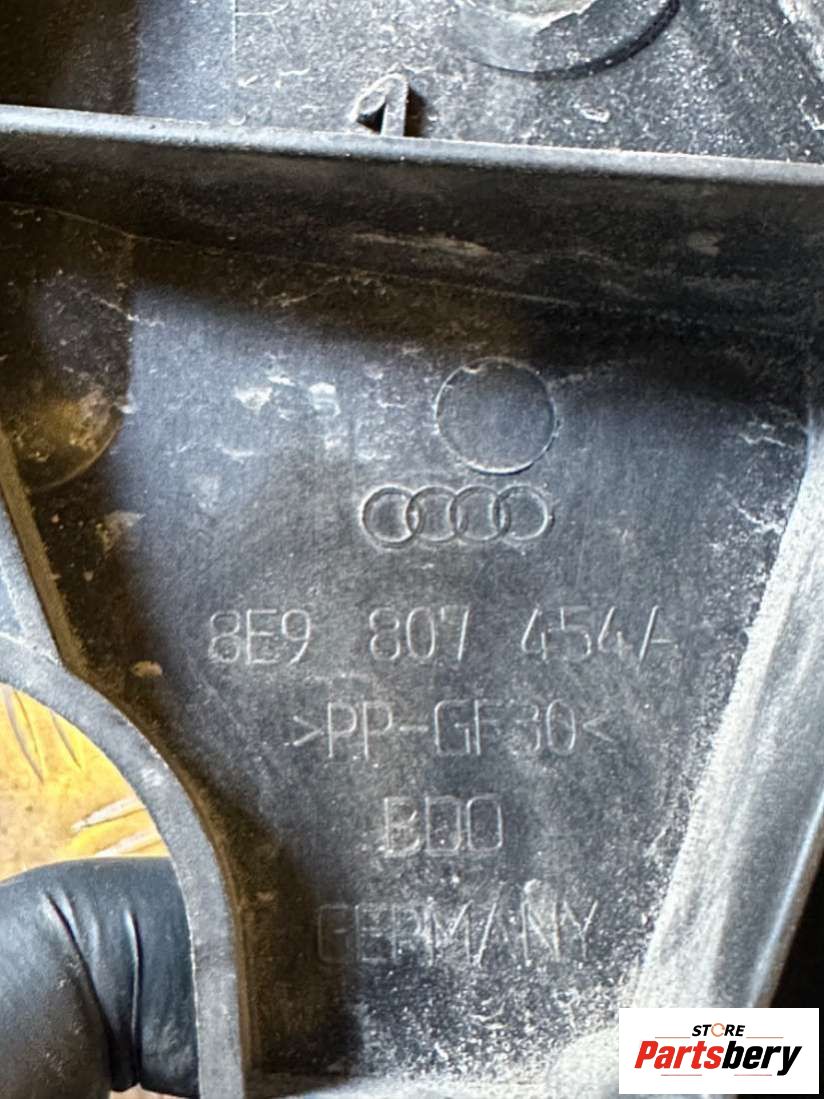 8E9 807 454A
>PP-GF30<
BDO
GERMANY
STORE
Partsbery